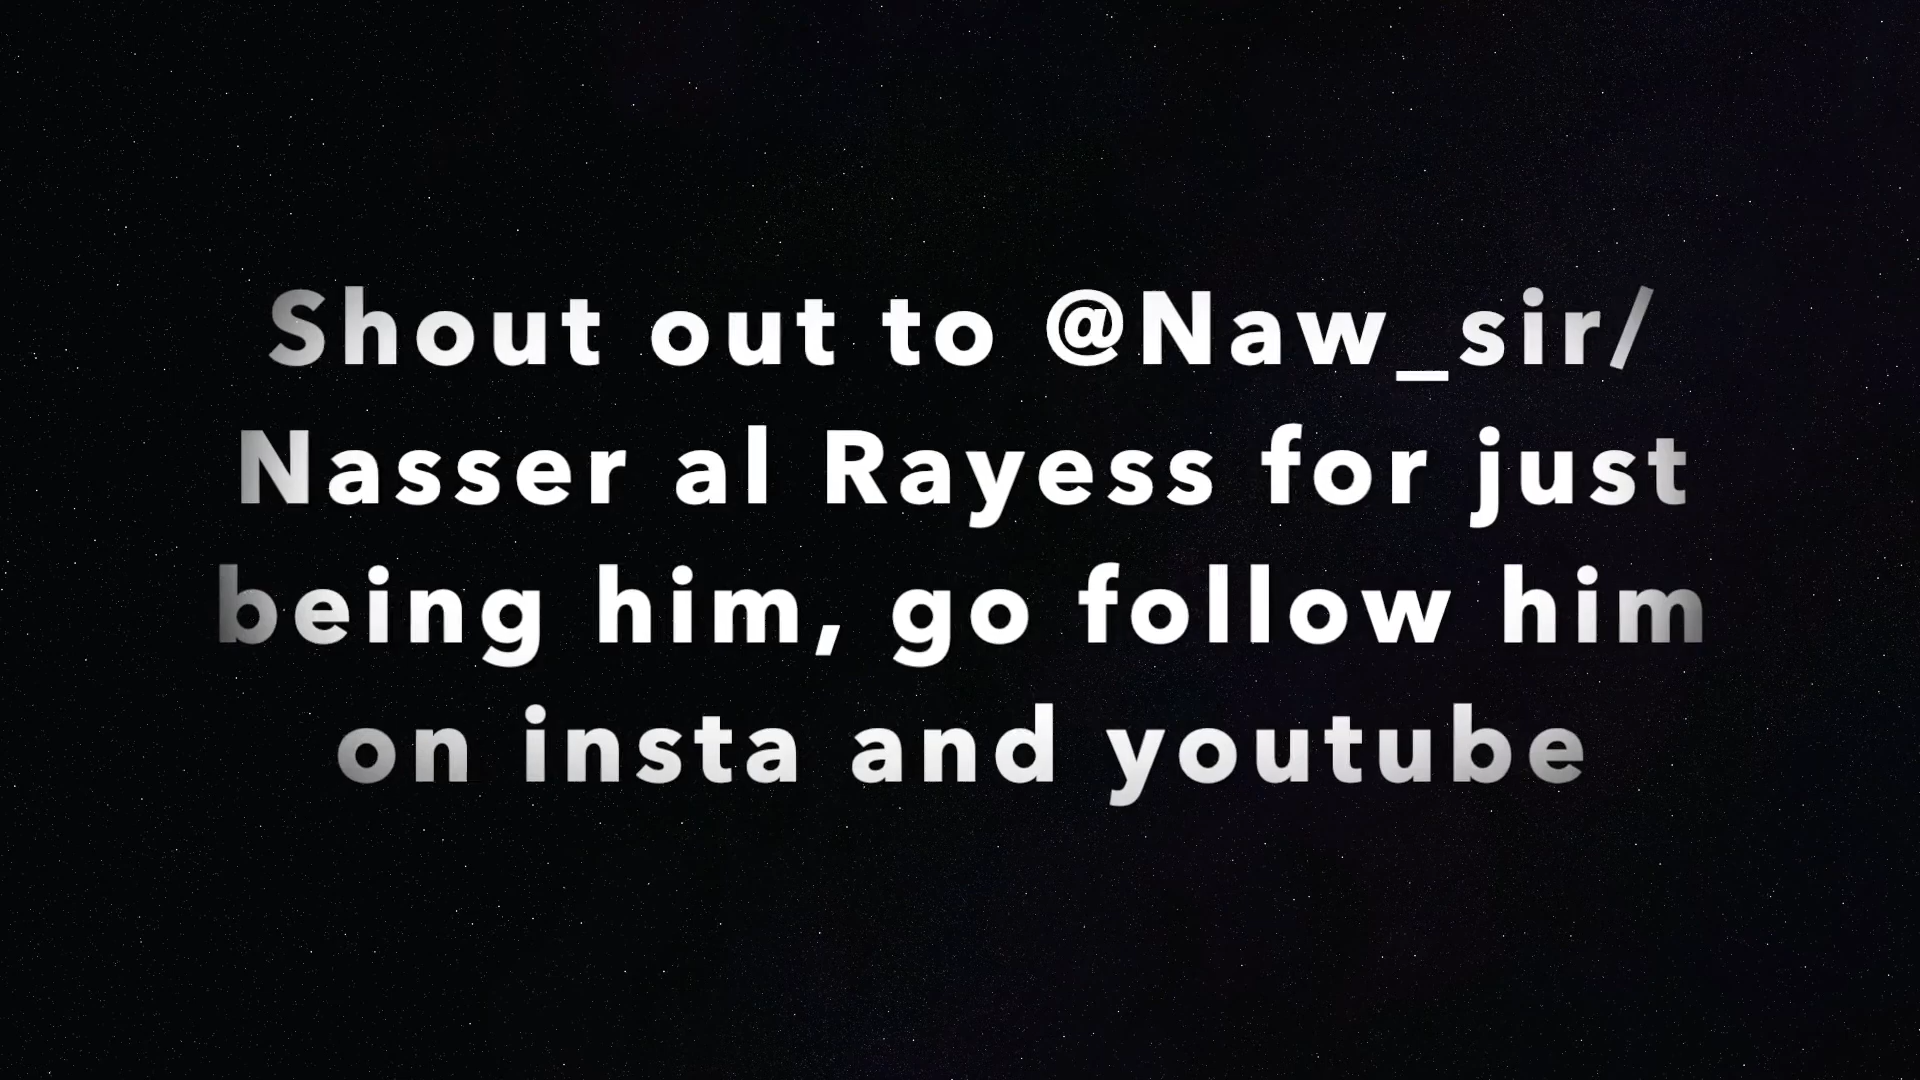 Shout out to @Naw_sir/
Nasser al Rayess for just
being him, go follow him
on insta and youtube